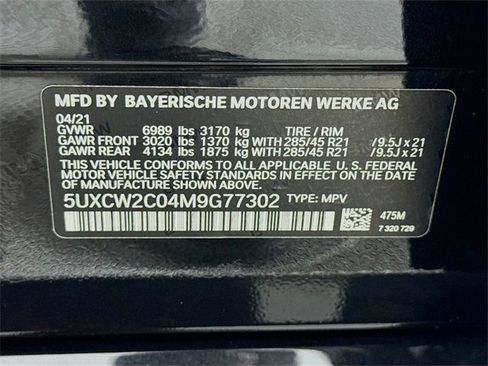 MFD BY BAYERISCHE MOTOREN WERKE AG
04/21
GVWR 6989 lbs 3170 kg TIRE / RIM
GAWR FRONT 3020 lbs 1370 kg WITH 285/45 R21 /9.5J x 21
GAWR REAR 4134 lbs 1875 kg WITH 285/45 R21 /9.5J x 21
THIS VEHICLE CONFORMS TO ALL APPLICABLE U. S. FEDERAL
MOTOR VEHICLE SAFETY STANDARDS IN EFFECT ON THE
DATE OF MANUFACTURE SHOWN ABOVE.
5UXCW2C04M9G77302 TYPE: MPV
475M
7 320 729